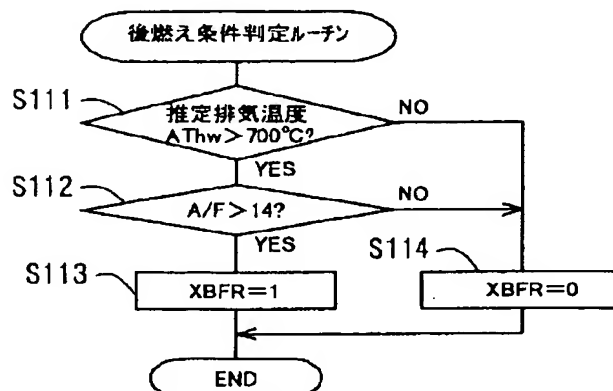 後燃え条件判定ルーチン
S111
推定排気温度
AThw>700°C?
NO
YES
S112
A/F>14?
NO
YES
S113
XBFR=1
S114
XBFR=0
END